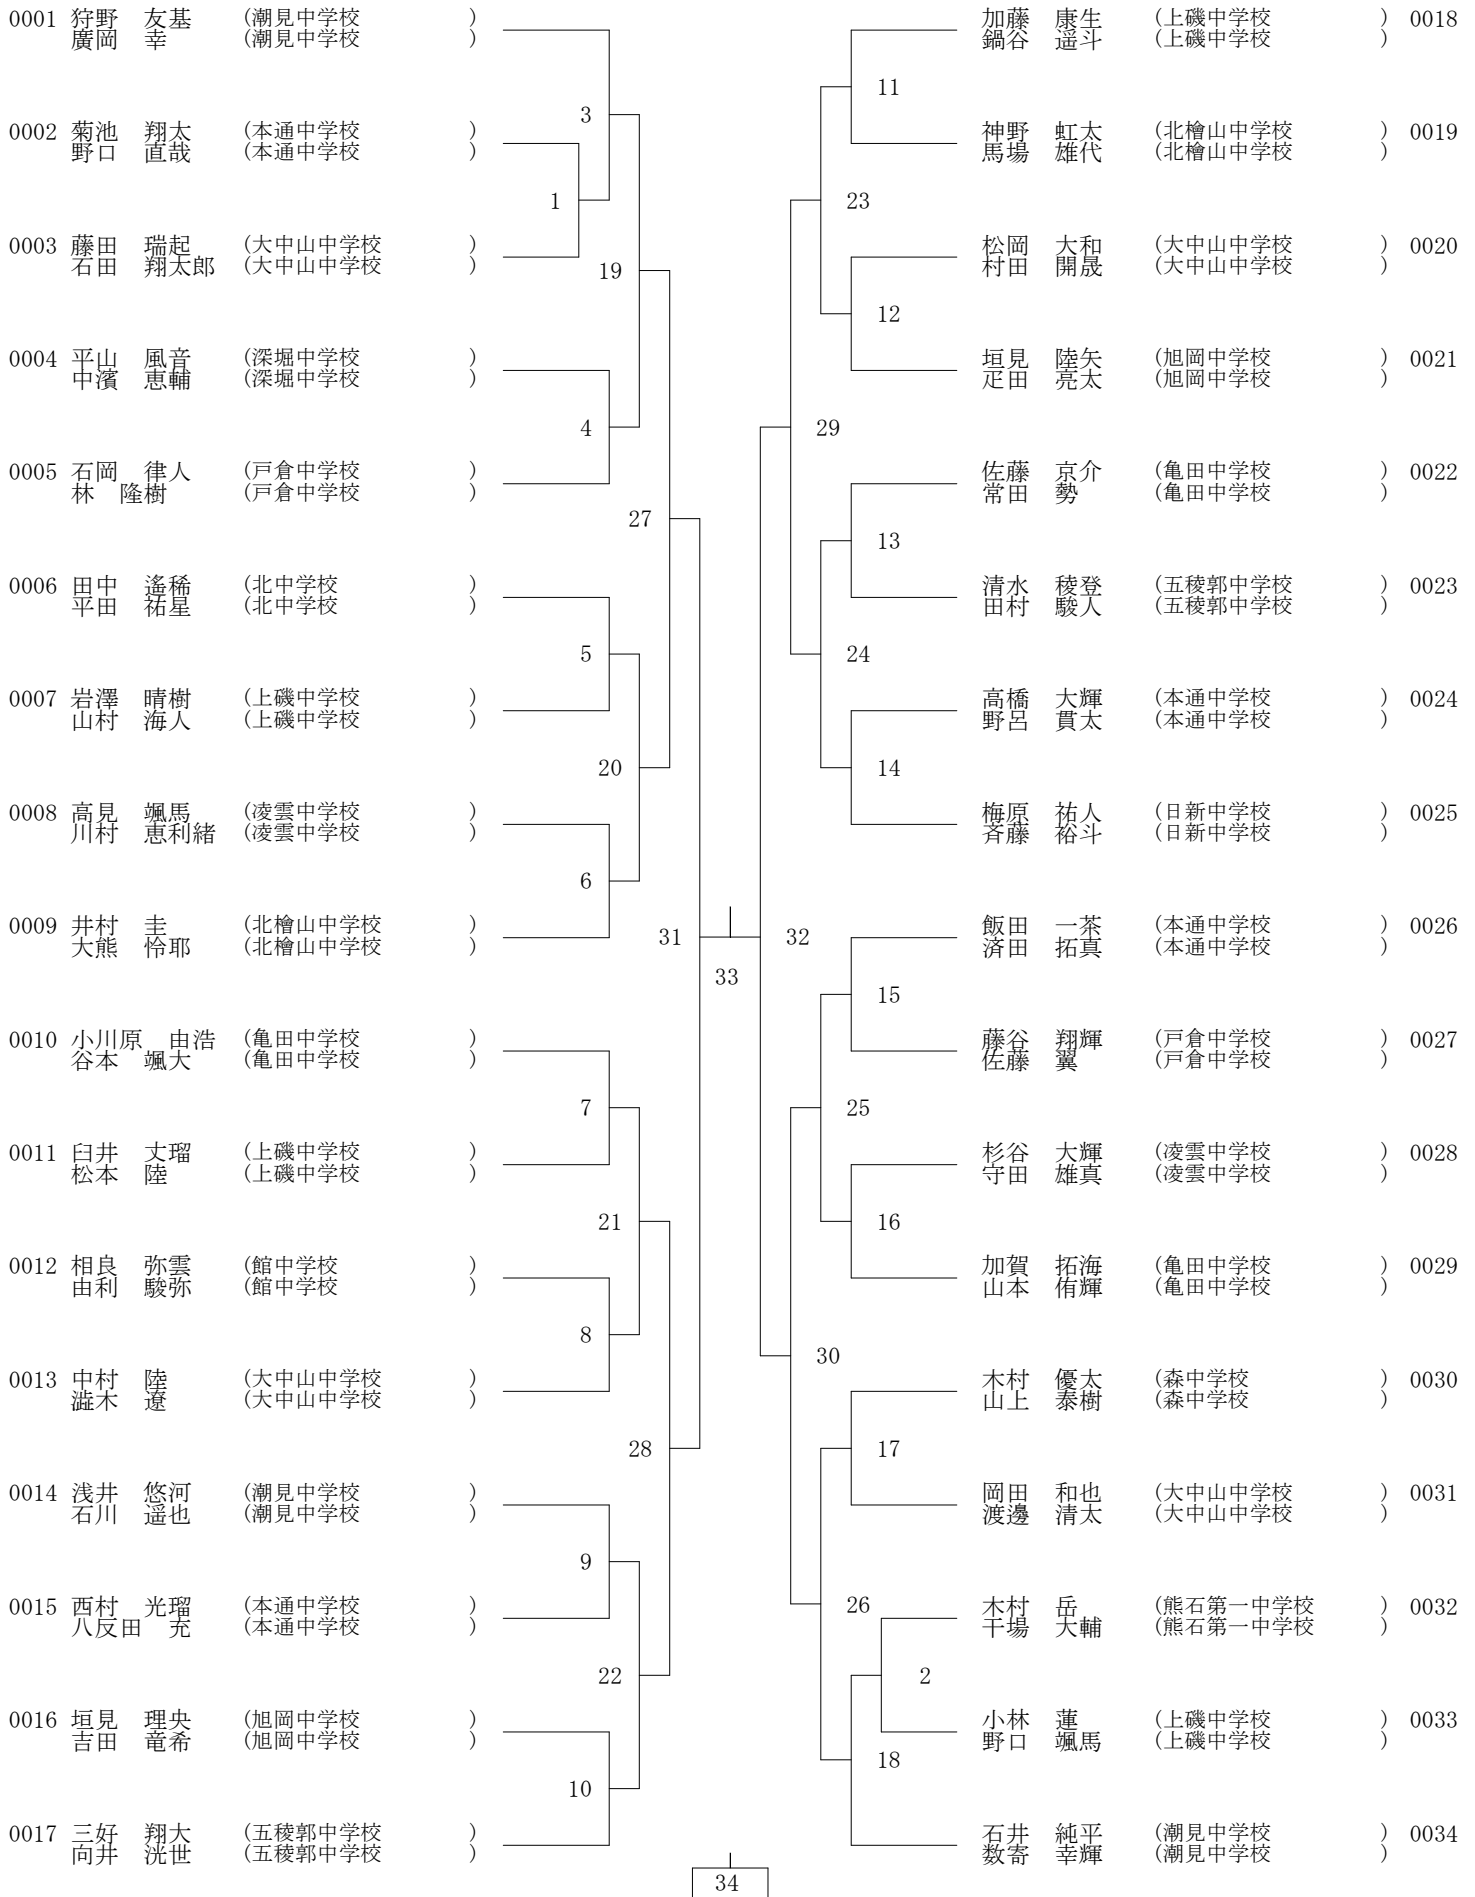 0001 狩野　友基 (潮見中学校 )
廣岡　幸 (潮見中学校 )
3
0002 菊池　翔太 (本通中学校 )
野口　直哉 (本通中学校 )
1
0003 藤田　瑞起 (大中山中学校 )
石田　翔太郎 (大中山中学校 )
19
0004 平山　風音 (深堀中学校 )
中濱　恵輔 (深堀中学校 )
4
0005 石岡　律人 (戸倉中学校 )
林　隆樹 (戸倉中学校 )
27
0006 田中　遙稀 (北中学校 )
平田　祐星 (北中学校 )
5
0007 岩澤　晴樹 (上磯中学校 )
山村　海人 (上磯中学校 )
20
0008 高見　颯馬 (凌雲中学校 )
川村　恵利緒 (凌雲中学校 )
6
0009 井村　圭 (北檜山中学校 )
大熊　怜耶 (北檜山中学校 )
31
33
0010 小川原　由浩 (亀田中学校 )
谷本　颯大 (亀田中学校 )
7
0011 臼井　丈瑠 (上磯中学校 )
松本　陸 (上磯中学校 )
21
0012 相良　弥雲 (館中学校 )
由利　駿弥 (館中学校 )
8
0013 中村　陸 (大中山中学校 )
澁木　遼 (大中山中学校 )
28
0014 浅井　悠河 (潮見中学校 )
石川　遥也 (潮見中学校 )
9
0015 西村　光瑠 (本通中学校 )
八反田　充 (本通中学校 )
22
0016 垣見　理央 (旭岡中学校 )
吉田　竜希 (旭岡中学校 )
10
0017 三好　翔大 (五稜郭中学校 )
向井　洸世 (五稜郭中学校 )
加藤　康生 (上磯中学校 ) 0018
鍋谷　遥斗 (上磯中学校 )
11
神野　虹太 (北檜山中学校 ) 0019
馬場　雄代 (北檜山中学校 )
23
松岡　大和 (大中山中学校 ) 0020
村田　開晟 (大中山中学校 )
12
垣見　陸矢 (旭岡中学校 ) 0021
疋田　亮太 (旭岡中学校 )
29
佐藤　京介 (亀田中学校 ) 0022
常田　勢 (亀田中学校 )
13
清水　稜登 (五稜郭中学校 ) 0023
田村　駿人 (五稜郭中学校 )
24
高橋　大輝 (本通中学校 ) 0024
野呂　貫太 (本通中学校 )
14
梅原　祐人 (日新中学校 ) 0025
斉藤　裕斗 (日新中学校 )
32
飯田　一茶 (本通中学校 ) 0026
済田　拓真 (本通中学校 )
15
藤谷　翔輝 (戸倉中学校 ) 0027
佐藤　翼 (戸倉中学校 )
25
杉谷　大輝 (凌雲中学校 ) 0028
守田　雄真 (凌雲中学校 )
16
加賀　拓海 (亀田中学校 ) 0029
山本　侑輝 (亀田中学校 )
30
木村　優太 (森中学校 ) 0030
山上　泰樹 (森中学校 )
17
岡田　和也 (大中山中学校 ) 0031
渡邊　清太 (大中山中学校 )
26
木村　岳 (熊石第一中学校 ) 0032
干場　大輔 (熊石第一中学校 )
2
小林　蓮 (上磯中学校 ) 0033
野口　颯馬 (上磯中学校 )
18
石井　純平 (潮見中学校 ) 0034
数寄　幸輝 (潮見中学校 )
34